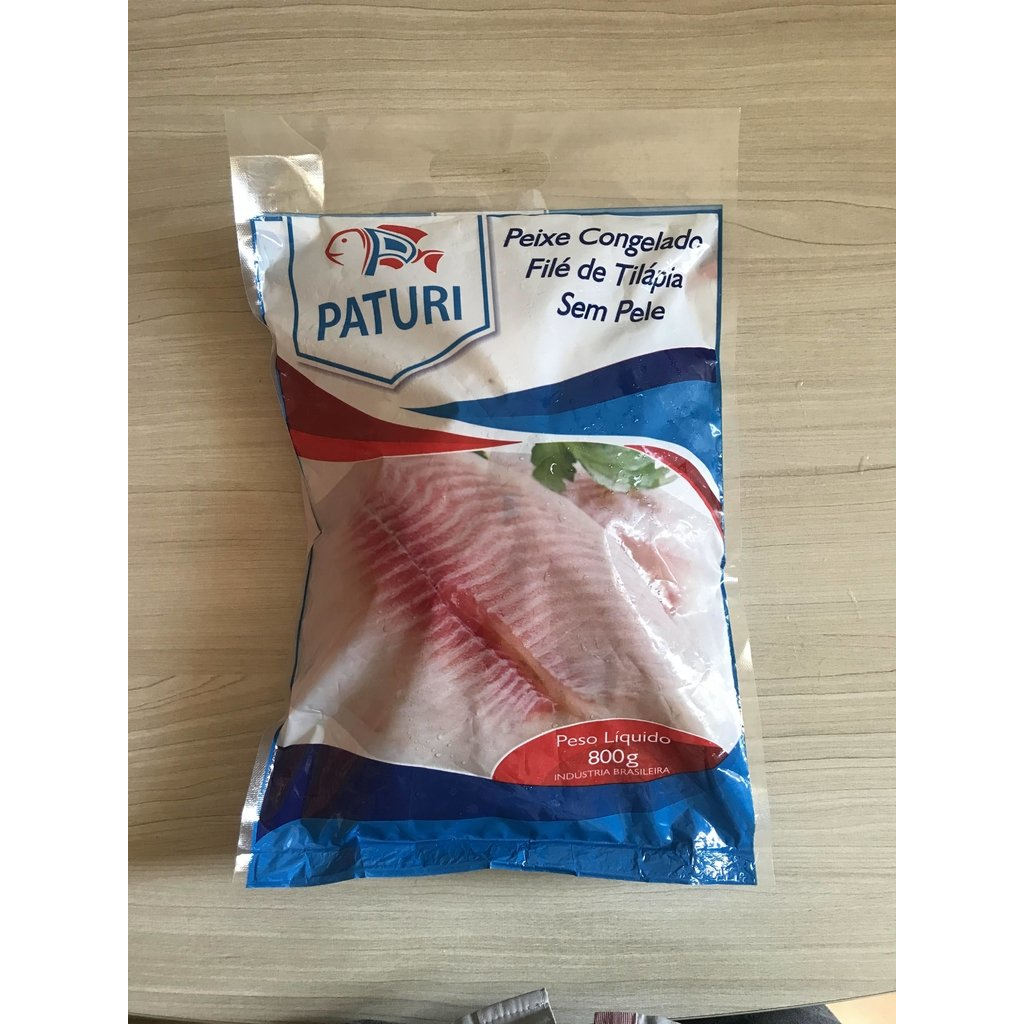 PATURI
Peixe Congelado
Filé de Tilápia
Sem Pele
Peso Líquido
800g
INDÚSTRIA BRASILEIRA